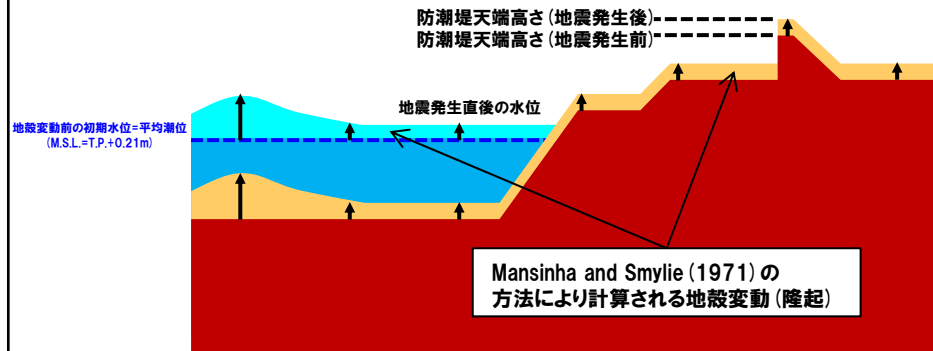 防潮堤天端高さ(地震発生後)
防潮堤天端高さ(地震発生前)
地震発生直後の水位
地殻変動前の初期水位=平均潮位
(M.S.L.=T.P.+0.21m)
Mansinha and Smylie(1971)の
方法により計算される地殻変動(隆起)